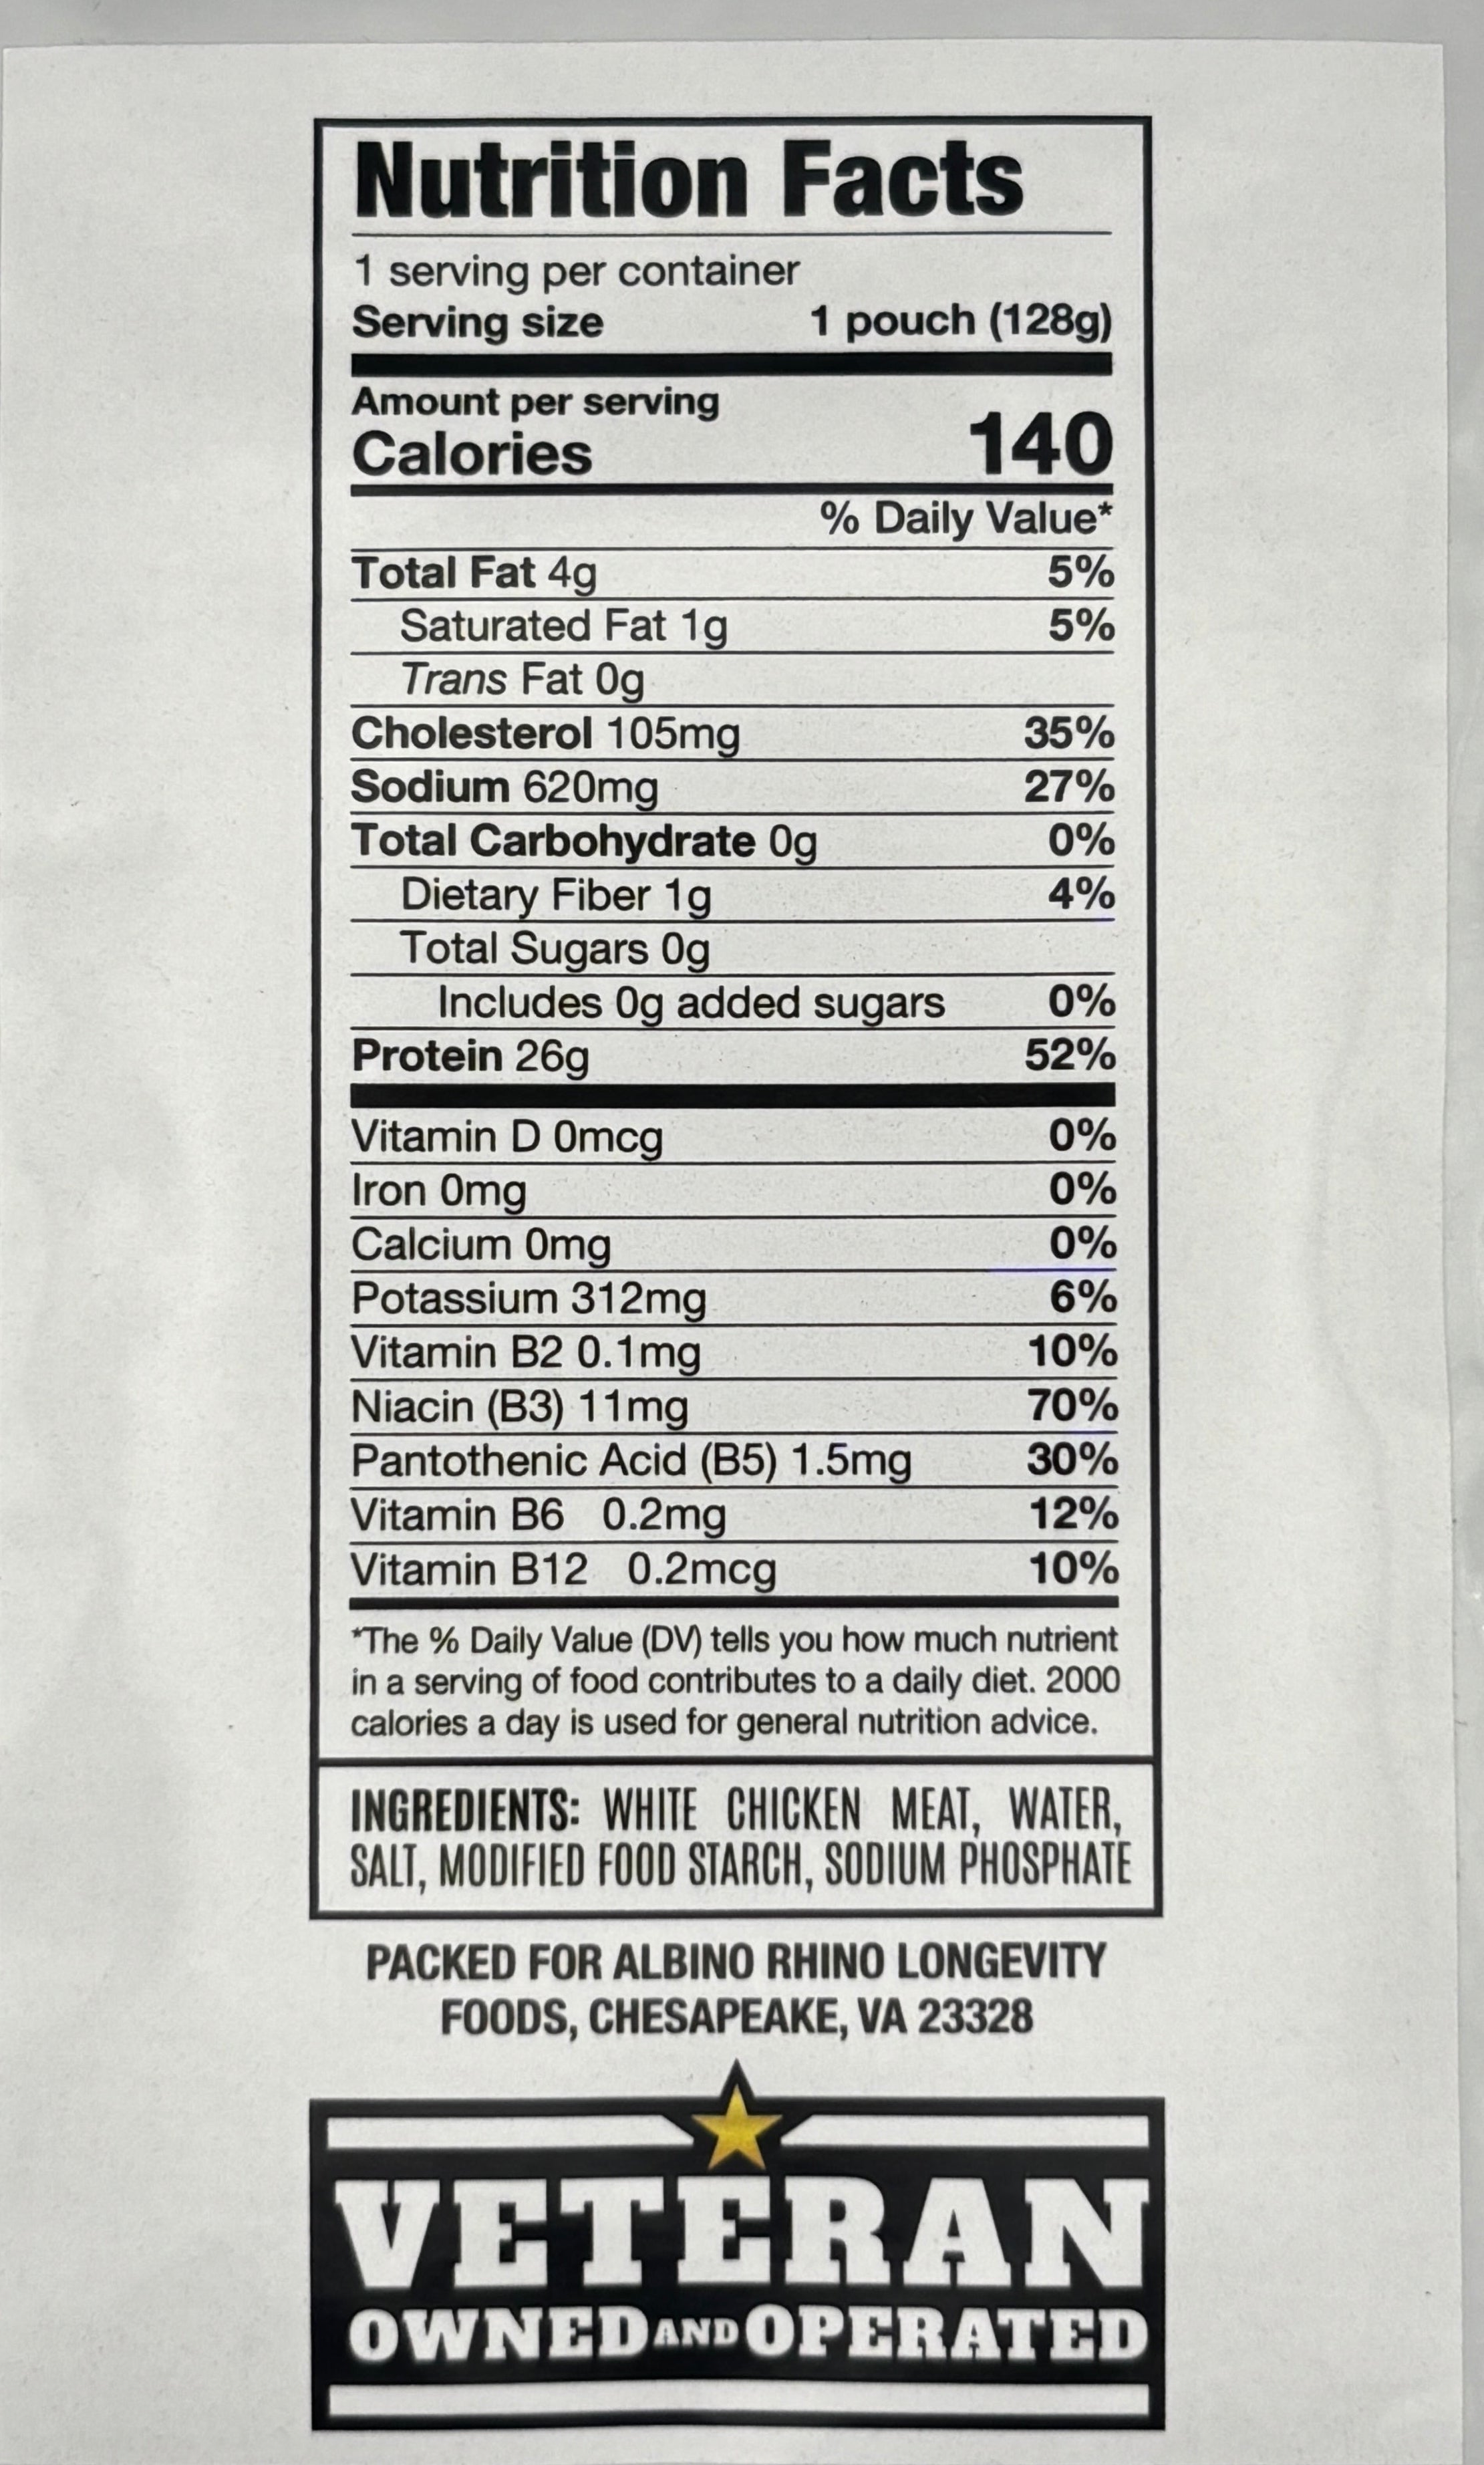 Nutrition Facts
1 serving per container
Serving size 1 pouch (128g)
Amount per serving
Calories 140
% Daily Value*
Total Fat 4g 5%
Saturated Fat 1g 5%
Trans Fat 0g
Cholesterol 105mg 35%
Sodium 620mg 27%
Total Carbohydrate 0g 0%
Dietary Fiber 1g 4%
Total Sugars 0g
Includes 0g added sugars 0%
Protein 26g 52%
Vitamin D 0mcg 0%
Iron 0mg 0%
Calcium 0mg 0%
Potassium 312mg 6%
Vitamin B2 0.1mg 10%
Niacin (B3) 11mg 70%
Pantothenic Acid (B5) 1.5mg 30%
Vitamin B6 0.2mg 12%
Vitamin B12 0.2mcg 10%
*The % Daily Value (DV) tells you how much nutrient
in a serving of food contributes to a daily diet. 2000
calories a day is used for general nutrition advice.
INGREDIENTS: WHITE CHICKEN MEAT, WATER,
SALT, MODIFIED FOOD STARCH, SODIUM PHOSPHATE
PACKED FOR ALBINO RHINO LONGEVITY
FOODS, CHESAPEAKE, VA 23328
VETERAN
OWNED AND OPERATED